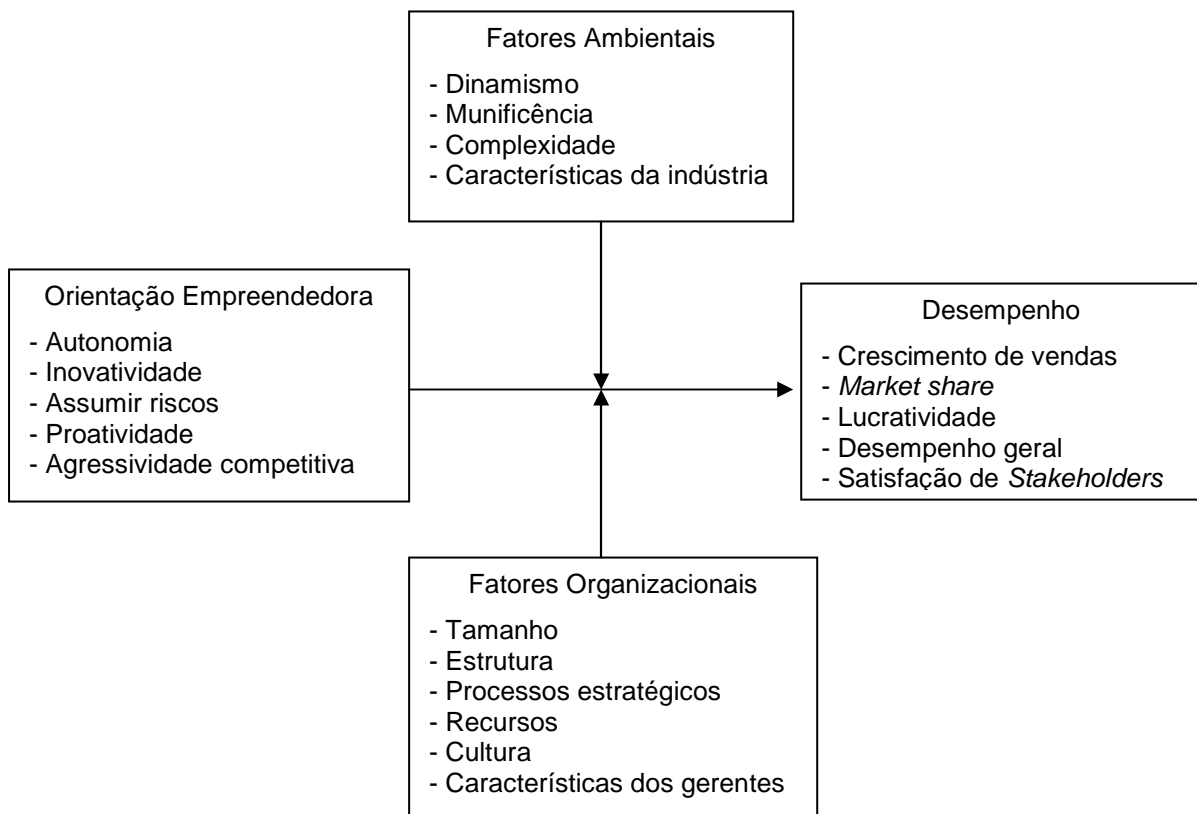 Fatores Ambientais
- Dinamismo
- Munificência
- Complexidade
- Características da indústria
Orientação Empreendedora
- Autonomia
- Inovatividade
- Assumir riscos
- Proatividade
- Agressividade competitiva
Desempenho
- Crescimento de vendas
- Market share
- Lucratividade
- Desempenho geral
- Satisfação de Stakeholders
Fatores Organizacionais
- Tamanho
- Estrutura
- Processos estratégicos
- Recursos
- Cultura
- Características dos gerentes